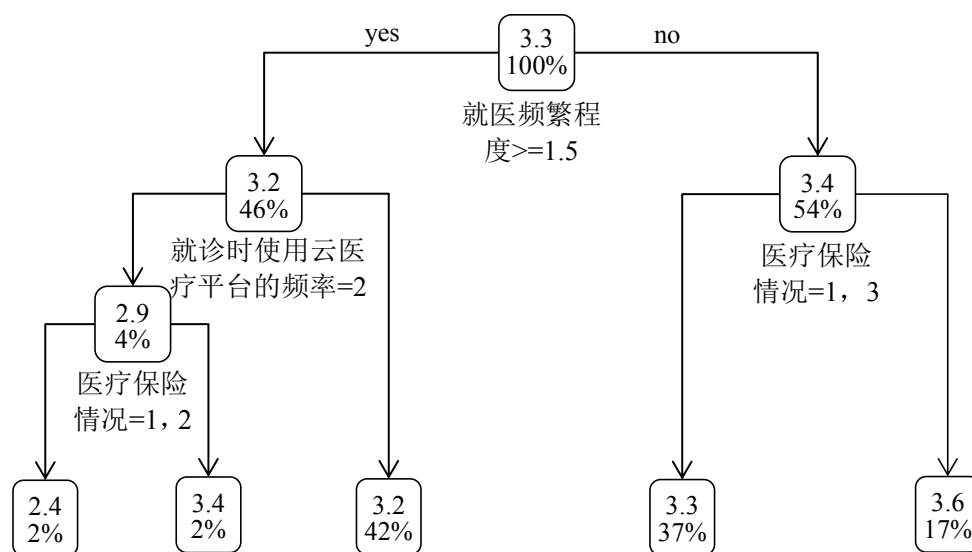 yes
3.3
100%
no
就医频繁程
度>=1.5
3.2
46%
就诊时使用云医
疗平台的频率=2
3.4
54%
医疗保险
情况=1，3
2.9
4%
医疗保险
情况=1，2
2.4
2%
3.4
2%
3.2
42%
3.3
37%
3.6
17%